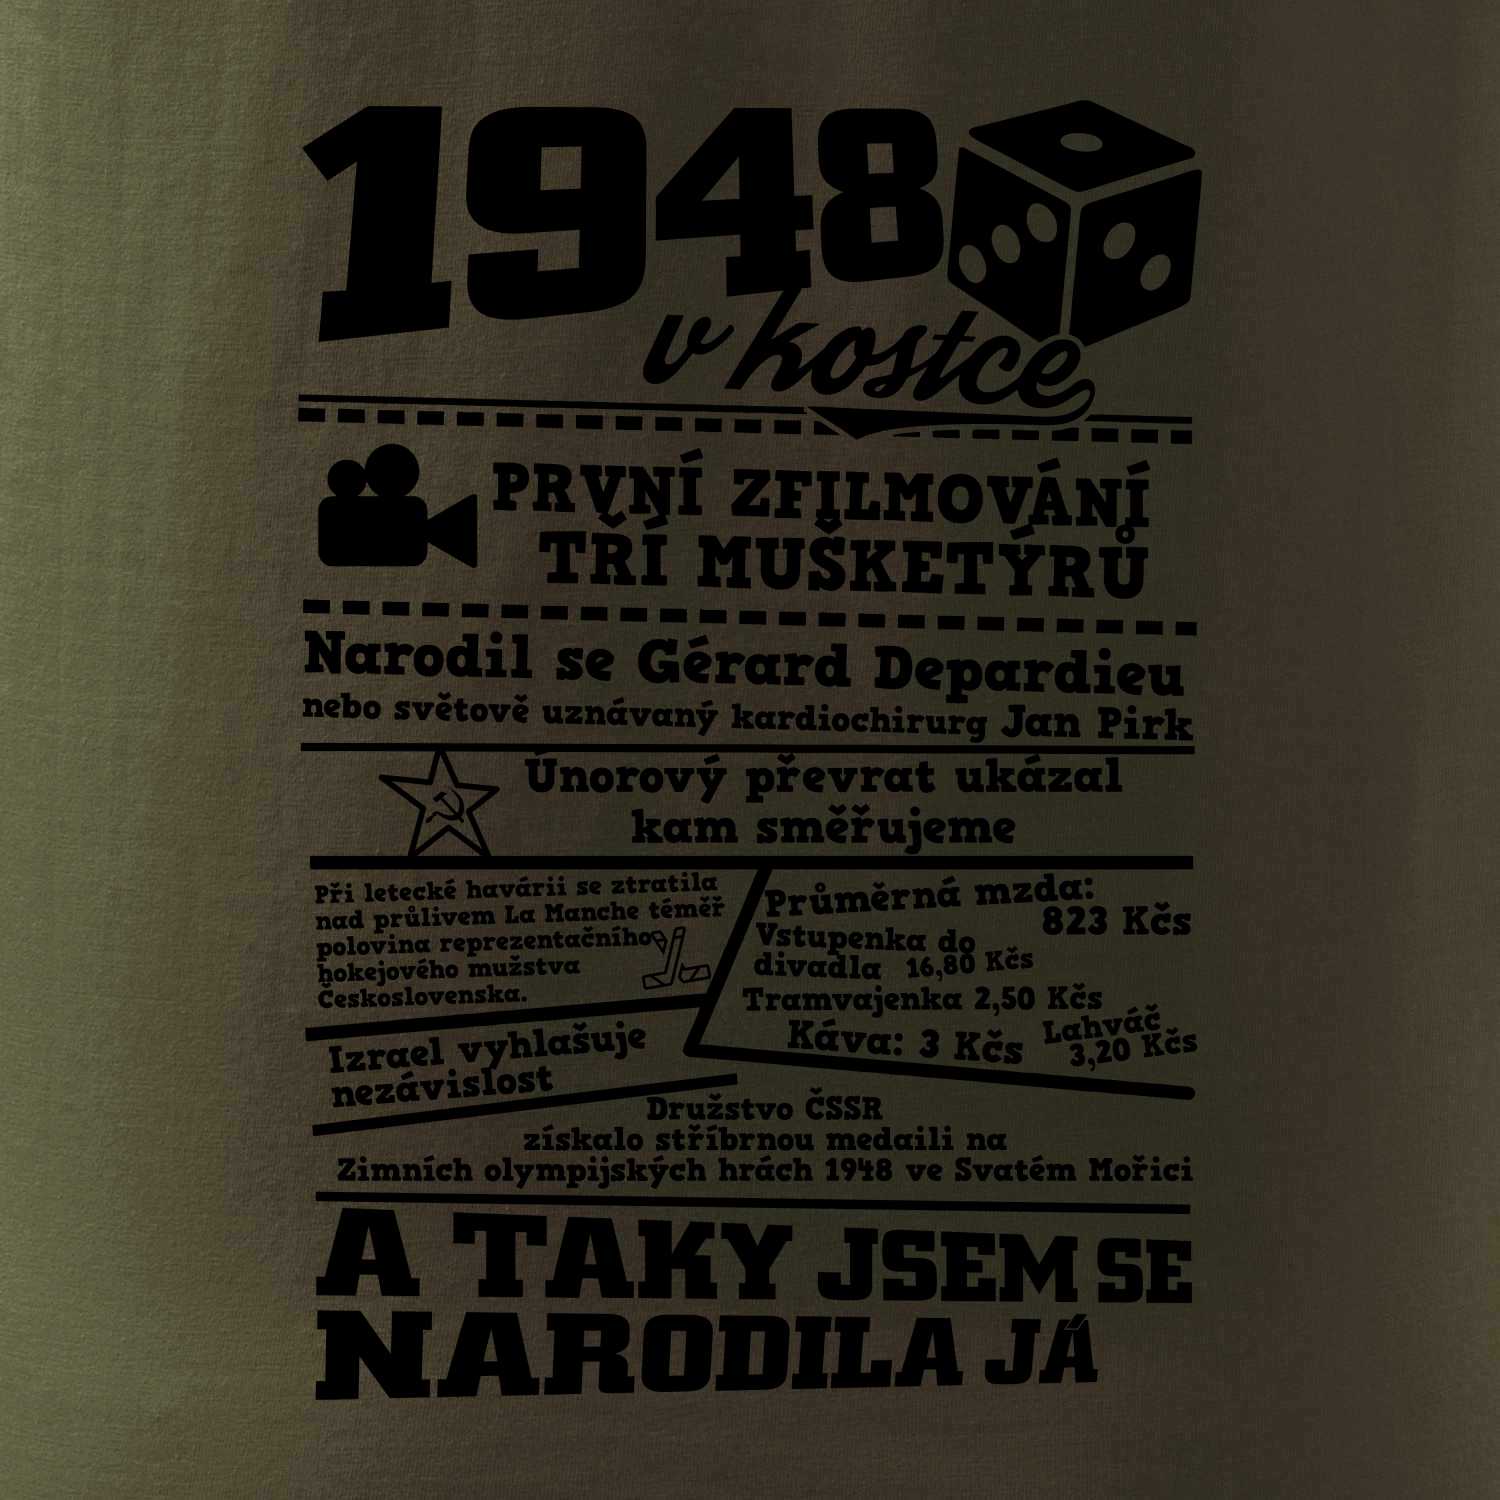 1948
v kostce
PRVNÍ ZFILMOVÁNÍ
TŘÍ MUŠKETÝRŮ
Narodil se Gérard Depardieu
nebo světově uznávaný kardiochirurg Jan Pirk
Únorový převrat ukázal
kam směřujeme
Při letecké havárii se ztratila
nad průlivem La Manche téměř
polovina reprezentačního
hokejového mužstva
Československa.
Průměrná mzda:
823 Kčs
Vstupenka do
divadla 16,80 Kčs
Tramvajenka 2,50 Kčs
Káva: 3 Kčs
Lahváč
3,20 Kčs
Izrael vyhlašuje
nezávislost
Družstvo ČSSR
získalo stříbrnou medaili na
Zimních olympijských hrách 1948 ve Svatém Mořici
A TAKY JSEM SE
NARODILA JÁ